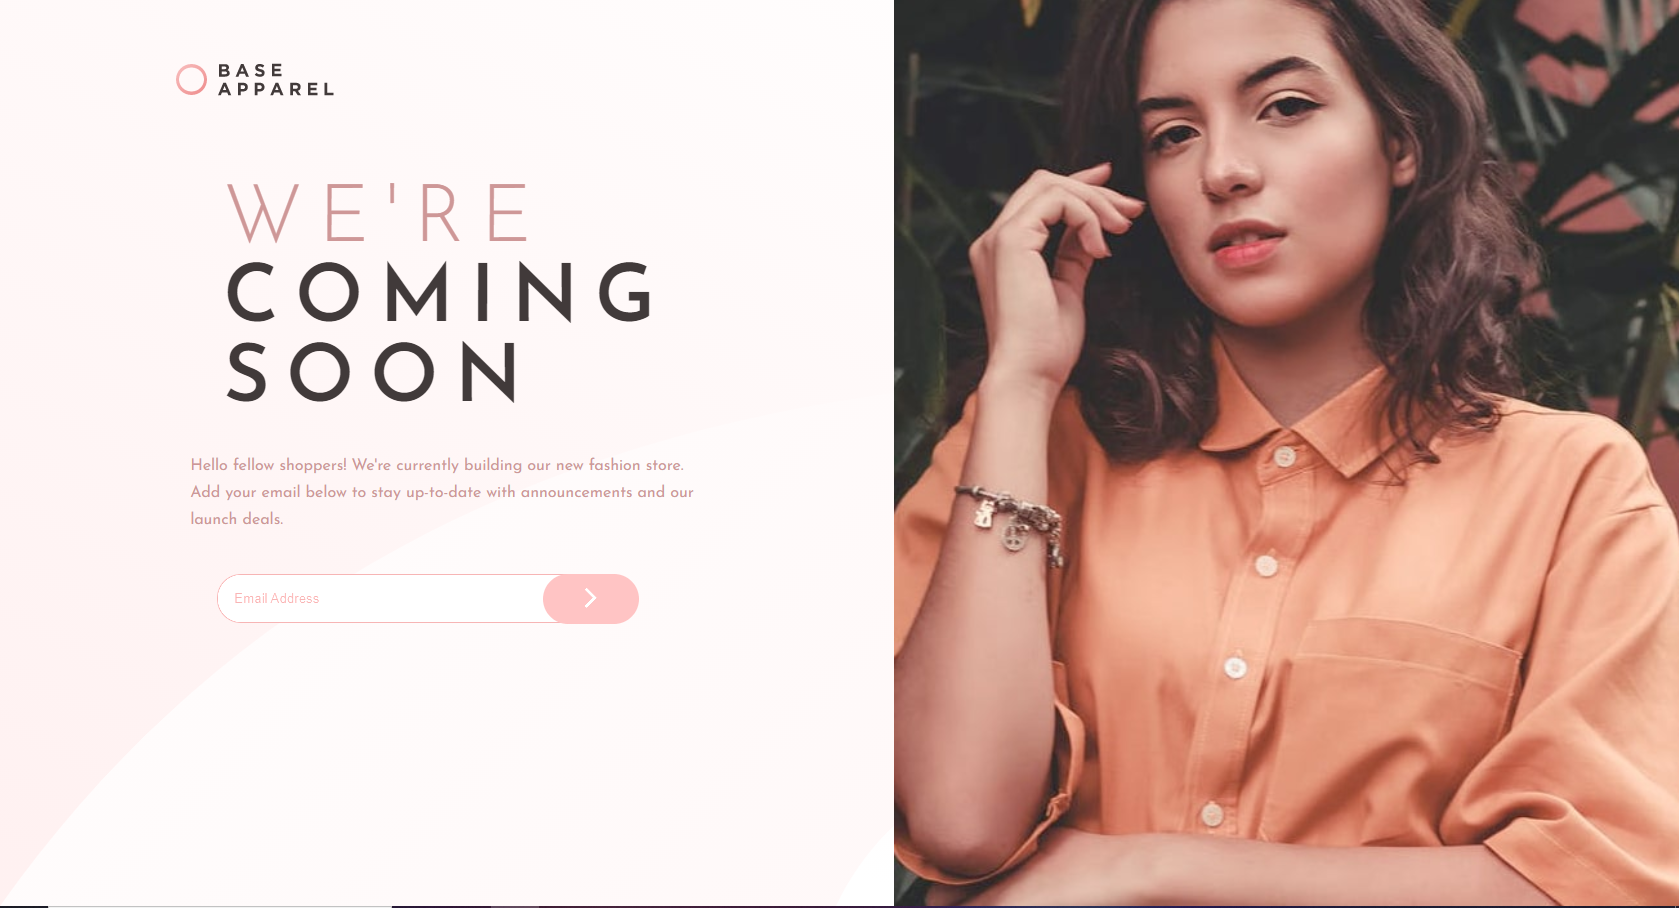 BASE
APPAREL
WE'RE
COMING
SOON
Hello fellow shoppers! We're currently building our new fashion store.
Add your email below to stay up-to-date with announcements and our
launch deals.
Email Address